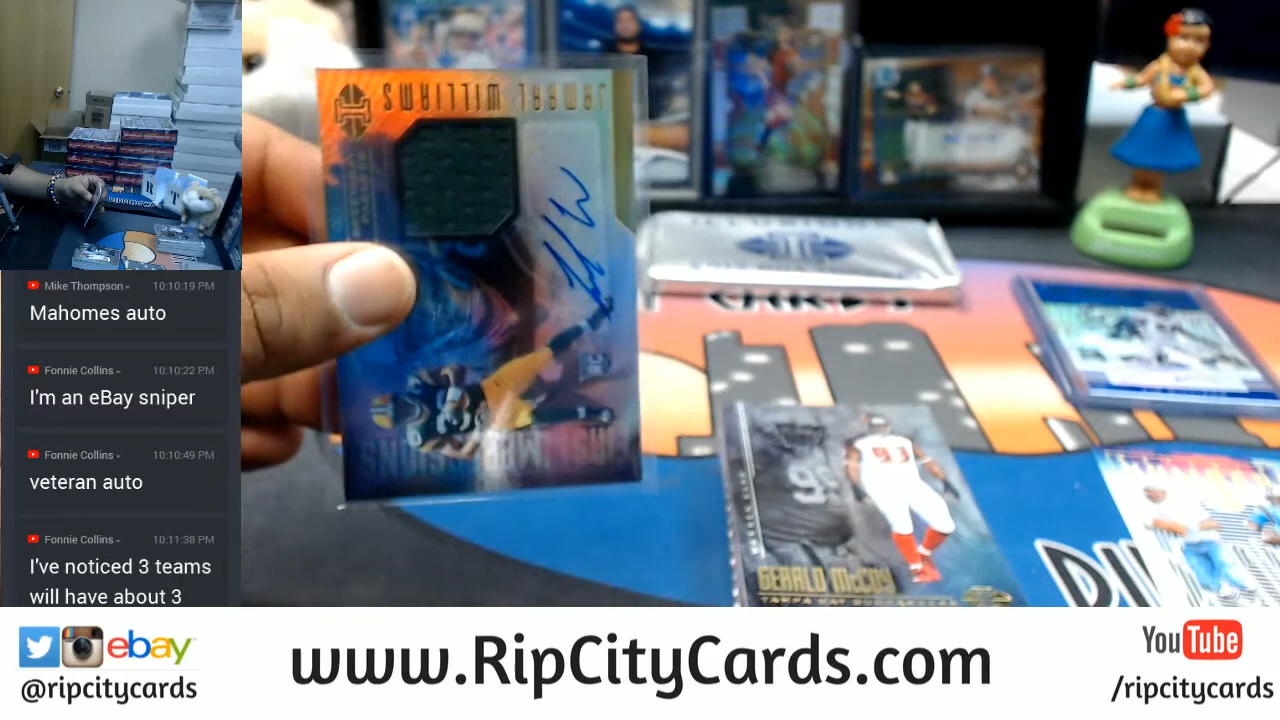 Mike Thompson
10:10:19 PM
Mahomes auto
Fonnie Collins
10:10:22 PM
I'm an eBay sniper
Fonnie Collins
10:10:49 PM
veteran auto
Fonnie Collins
10:11:38 PM
I've noticed 3 teams
will have about 3
JAMAAL WILLIAMS
R
T
93
GERALD McCOY
TAMPA BAY BUCCANEERS
ebay
@ripcitycards
www.RipCityCards.com
YouTube
/ripcitycards